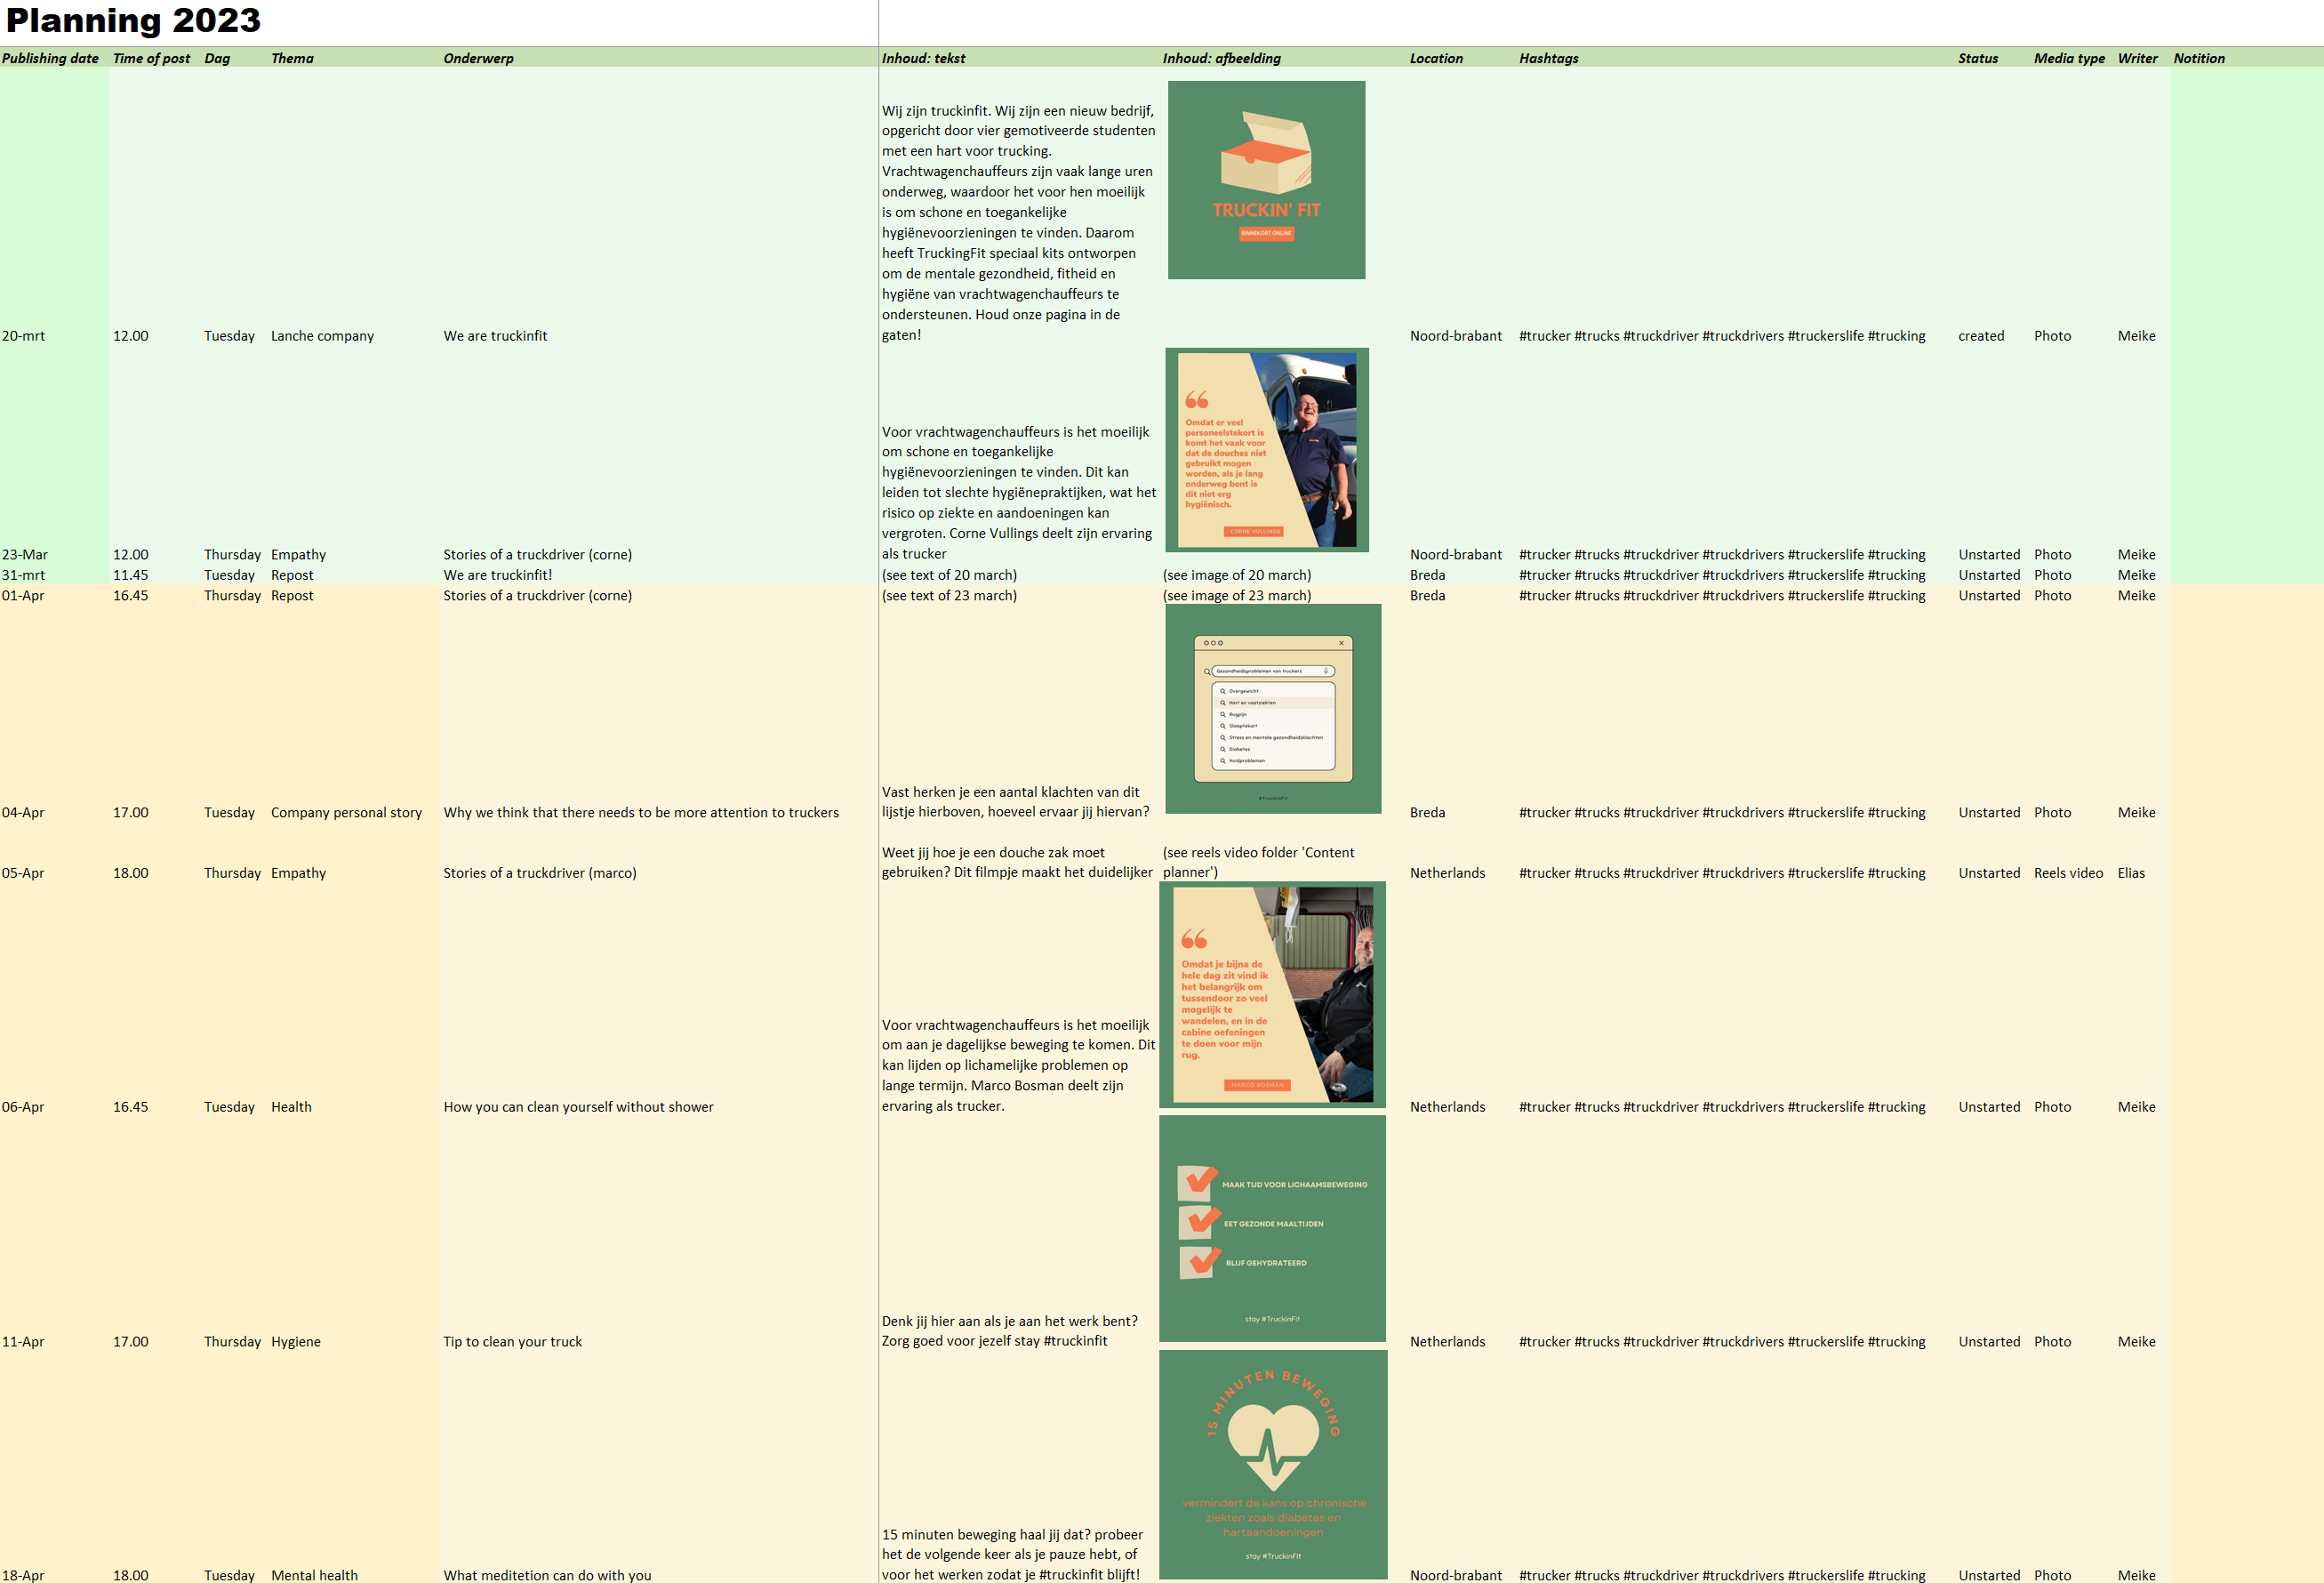 Planning 2023
Publishing date Time of post Dag Thema Onderwerp Inhoud: tekst Inhoud: afbeelding Location Hashtags Status Media type Writer Notition
Wij zijn truckinfit. Wij zijn een nieuw bedrijf,
opgericht door vier gemotiveerde studenten
met een hart voor trucking.
Vrachtwagenchauffeurs zijn vaak lange uren
onderweg, waardoor het voor hen moeilijk
is om schone en toegankelijke
hygiënevoorzieningen te vinden. Daarom
heeft TruckingFit speciaal kits ontworpen
om de mentale gezondheid, fitheid en
hygiëne van vrachtwagenchauffeurs te
ondersteunen. Houd onze pagina in de
gaten!
TRUCKIN' FIT
BINNEKORT ONLINE
20-mrt 12.00 Tuesday Lanche company We are truckinfit Noord-brabant #trucker #trucks #truckdriver #truckdrivers #truckerslife #trucking created Photo Meike
Voor vrachtwagenchauffeurs is het moeilijk
om schone en toegankelijke
hygiënevoorzieningen te vinden. Dit kan
leiden tot slechte hygiënepraktijken, wat het
risico op ziekte en aandoeningen kan
vergroten. Corne Vullings deelt zijn ervaring
als trucker
Omdat er veel
personeelstekort is
komt het vaak voor
dat de douches niet
gebruikt mogen
worden, als je lang
onderweg bent is
dit niet erg
hygiënisch.
CORNE VULLINGS
23-Mar 12.00 Thursday Empathy Stories of a truckdriver (corne) Noord-brabant #trucker #trucks #truckdriver #truckdrivers #truckerslife #trucking Unstarted Photo Meike
31-mrt 11.45 Tuesday Repost We are truckinfit! (see text of 20 march) (see image of 20 march) Breda #trucker #trucks #truckdriver #truckdrivers #truckerslife #trucking Unstarted Photo Meike
01-Apr 16.45 Thursday Repost Stories of a truckdriver (corne) (see text of 23 march) (see image of 23 march) Breda #trucker #trucks #truckdriver #truckdrivers #truckerslife #trucking Unstarted Photo Meike
Gezondheidsproblemen van truckers
Overgewicht
Hart en vaatziekten
Rugpijn
Slaaptekort
Stress en mentale gezondheidsklachten
Diabetes
Huidproblemen
#TruckinFit
Vast herken je een aantal klachten van dit
lijstje hierboven, hoeveel ervaar jij hiervan?
04-Apr 17.00 Tuesday Company personal story Why we think that there needs to be more attention to truckers Breda #trucker #trucks #truckdriver #truckdrivers #truckerslife #trucking Unstarted Photo Meike
Weet jij hoe je een douche zak moet
gebruiken? Dit filmpje maakt het duidelijker
(see reels video folder 'Content
planner')
05-Apr 18.00 Thursday Empathy Stories of a truckdriver (marco) Netherlands #trucker #trucks #truckdriver #truckdrivers #truckerslife #trucking Unstarted Reels video Elias
Voor vrachtwagenchauffeurs is het moeilijk
om aan je dagelijkse beweging te komen. Dit
kan lijden op lichamelijke problemen op
lange termijn. Marco Bosman deelt zijn
ervaring als trucker.
Omdat je bijna de
hele dag zit vind ik
het belangrijk om
tussendoor zo veel
mogelijk te
wandelen, en in de
cabine oefeningen
te doen voor mijn
rug.
MARCO BOSMAN
06-Apr 16.45 Tuesday Health How you can clean yourself without shower Netherlands #trucker #trucks #truckdriver #truckdrivers #truckerslife #trucking Unstarted Photo Meike
MAAK TIJD VOOR LICHAAMSBEWEGING
EET GEZONDE MAALTIJDEN
BLIJF GEHYDRATEERD
stay #TruckinFit
Denk jij hier aan als je aan het werk bent?
Zorg goed voor jezelf stay #truckinfit
11-Apr 17.00 Thursday Hygiene Tip to clean your truck Netherlands #trucker #trucks #truckdriver #truckdrivers #truckerslife #trucking Unstarted Photo Meike
15 MINUTEN BEWEGING
vermindert de kans op chronische
ziekten zoals diabetes en
hartaandoeningen
stay #TruckinFit
15 minuten beweging haal jij dat? probeer
het de volgende keer als je pauze hebt, of
voor het werken zodat je #truckinfit blijft!
18-Apr 18.00 Tuesday Mental health What meditetion can do with you Noord-brabant #trucker #trucks #truckdriver #truckdrivers #truckerslife #trucking Unstarted Photo Meike